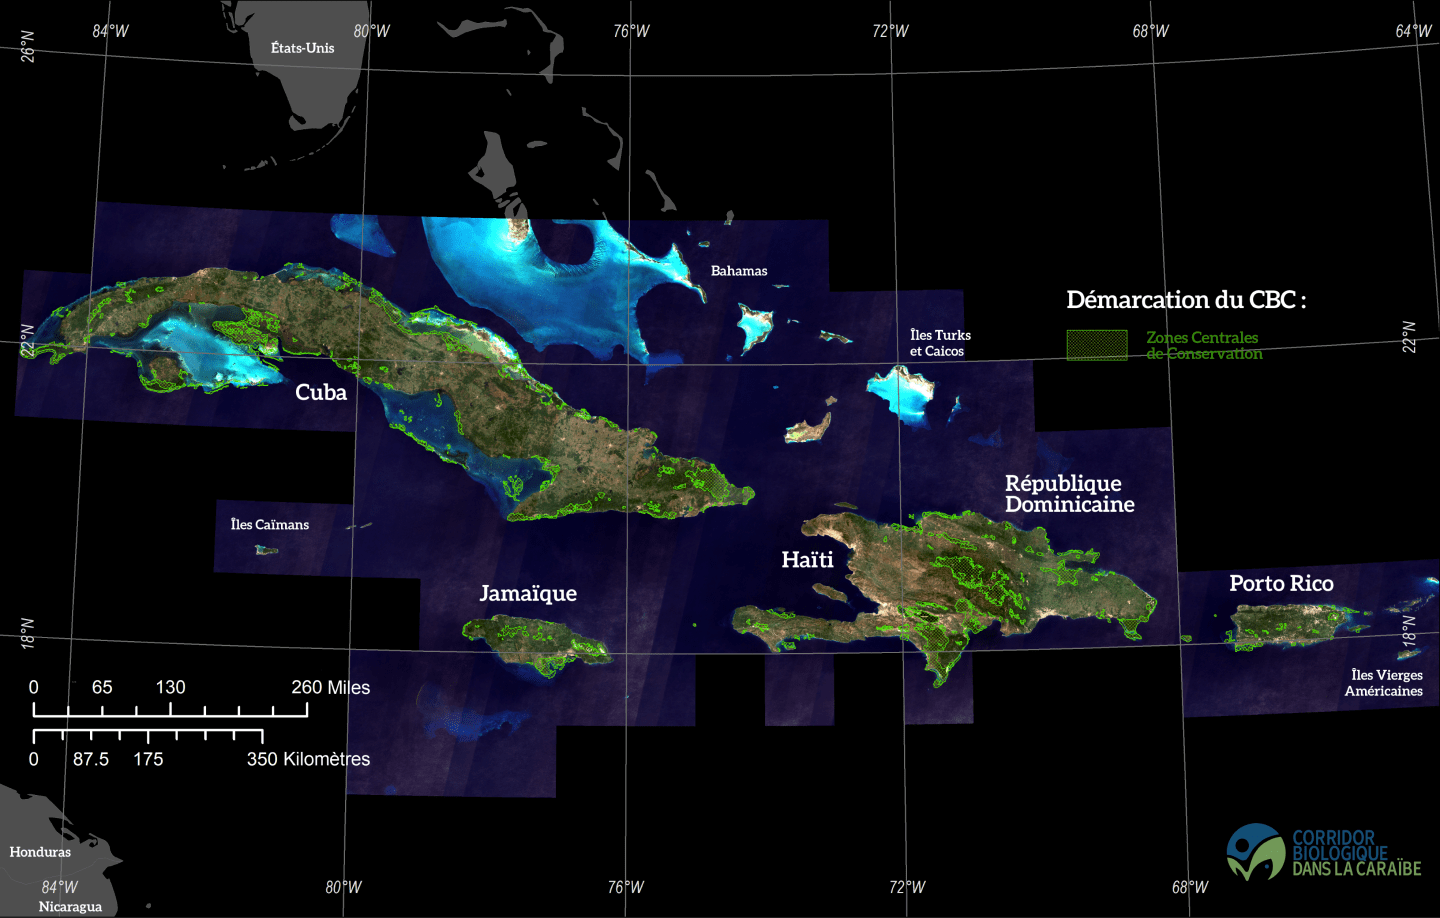 84°W
80°W
76°W
72°W
68°W
64°W
26°N
États-Unis
Bahamas
Démarcation du CBC :
Zones Centrales
de Conservation
22°N
22°N
Îles Turks
et Caicos
Cuba
République
Dominicaine
Îles Caïmans
Haïti
Jamaïque
Porto Rico
18°N
18°N
Îles Vierges
Américaines
0 65 130 260 Miles
0 87.5 175 350 Kilomètres
Honduras
Nicaragua
CORRIDOR
BIOLOGIQUE
DANS LA CARAÏBE
84°W
80°W
76°W
72°W
68°W